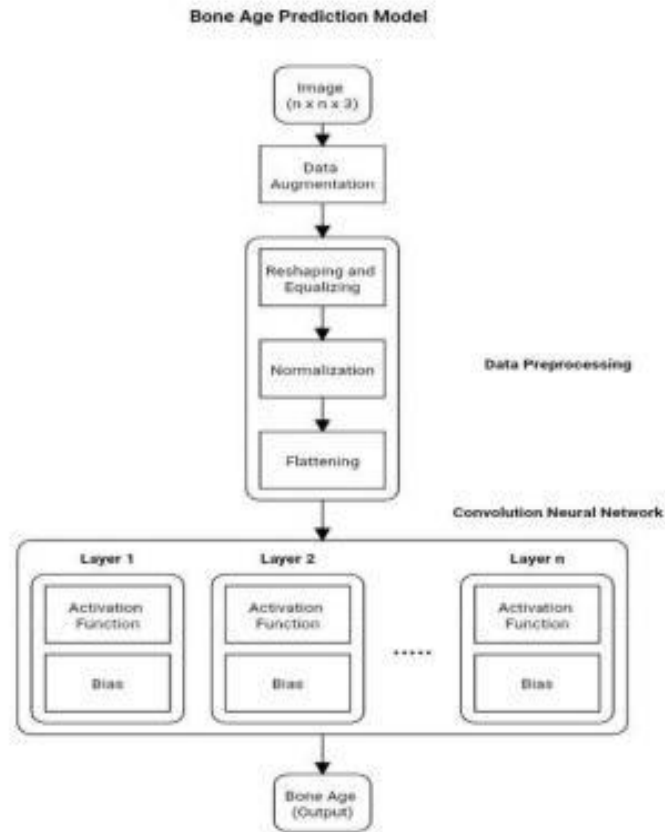 Bone Age Prediction Model
Image
(n x n x 3)
Data
Augmentation
Reshaping and
Equalizing
Normalization
Data Preprocessing
Flattening
Convolution Neural Network
Layer 1
Layer 2
Layer n
Activation
Function
Bias
Activation
Function
Bias
.....
Activation
Function
Bias
Bone Age
(Output)